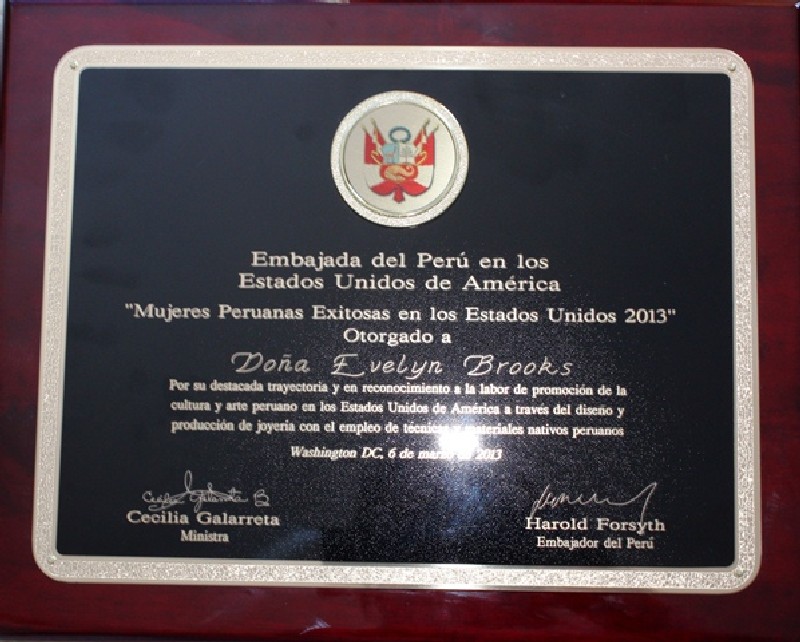 Embajada del Perú en los
Estados Unidos de América
"Mujeres Peruanas Exitosas en los Estados Unidos 2013"
Otorgado a
Doña Evelyn Brooks
Por su destacada trayectoria y en reconocimiento a la labor de promoción de la
cultura y arte peruano en los Estados Unidos de América a través del diseño y
producción de joyería con el empleo de técnicas y materiales nativos peruanos
Washington DC, 6 de marzo de 2013
Cecilia Galarreta
Ministra
Harold Forsyth
Embajador del Perú